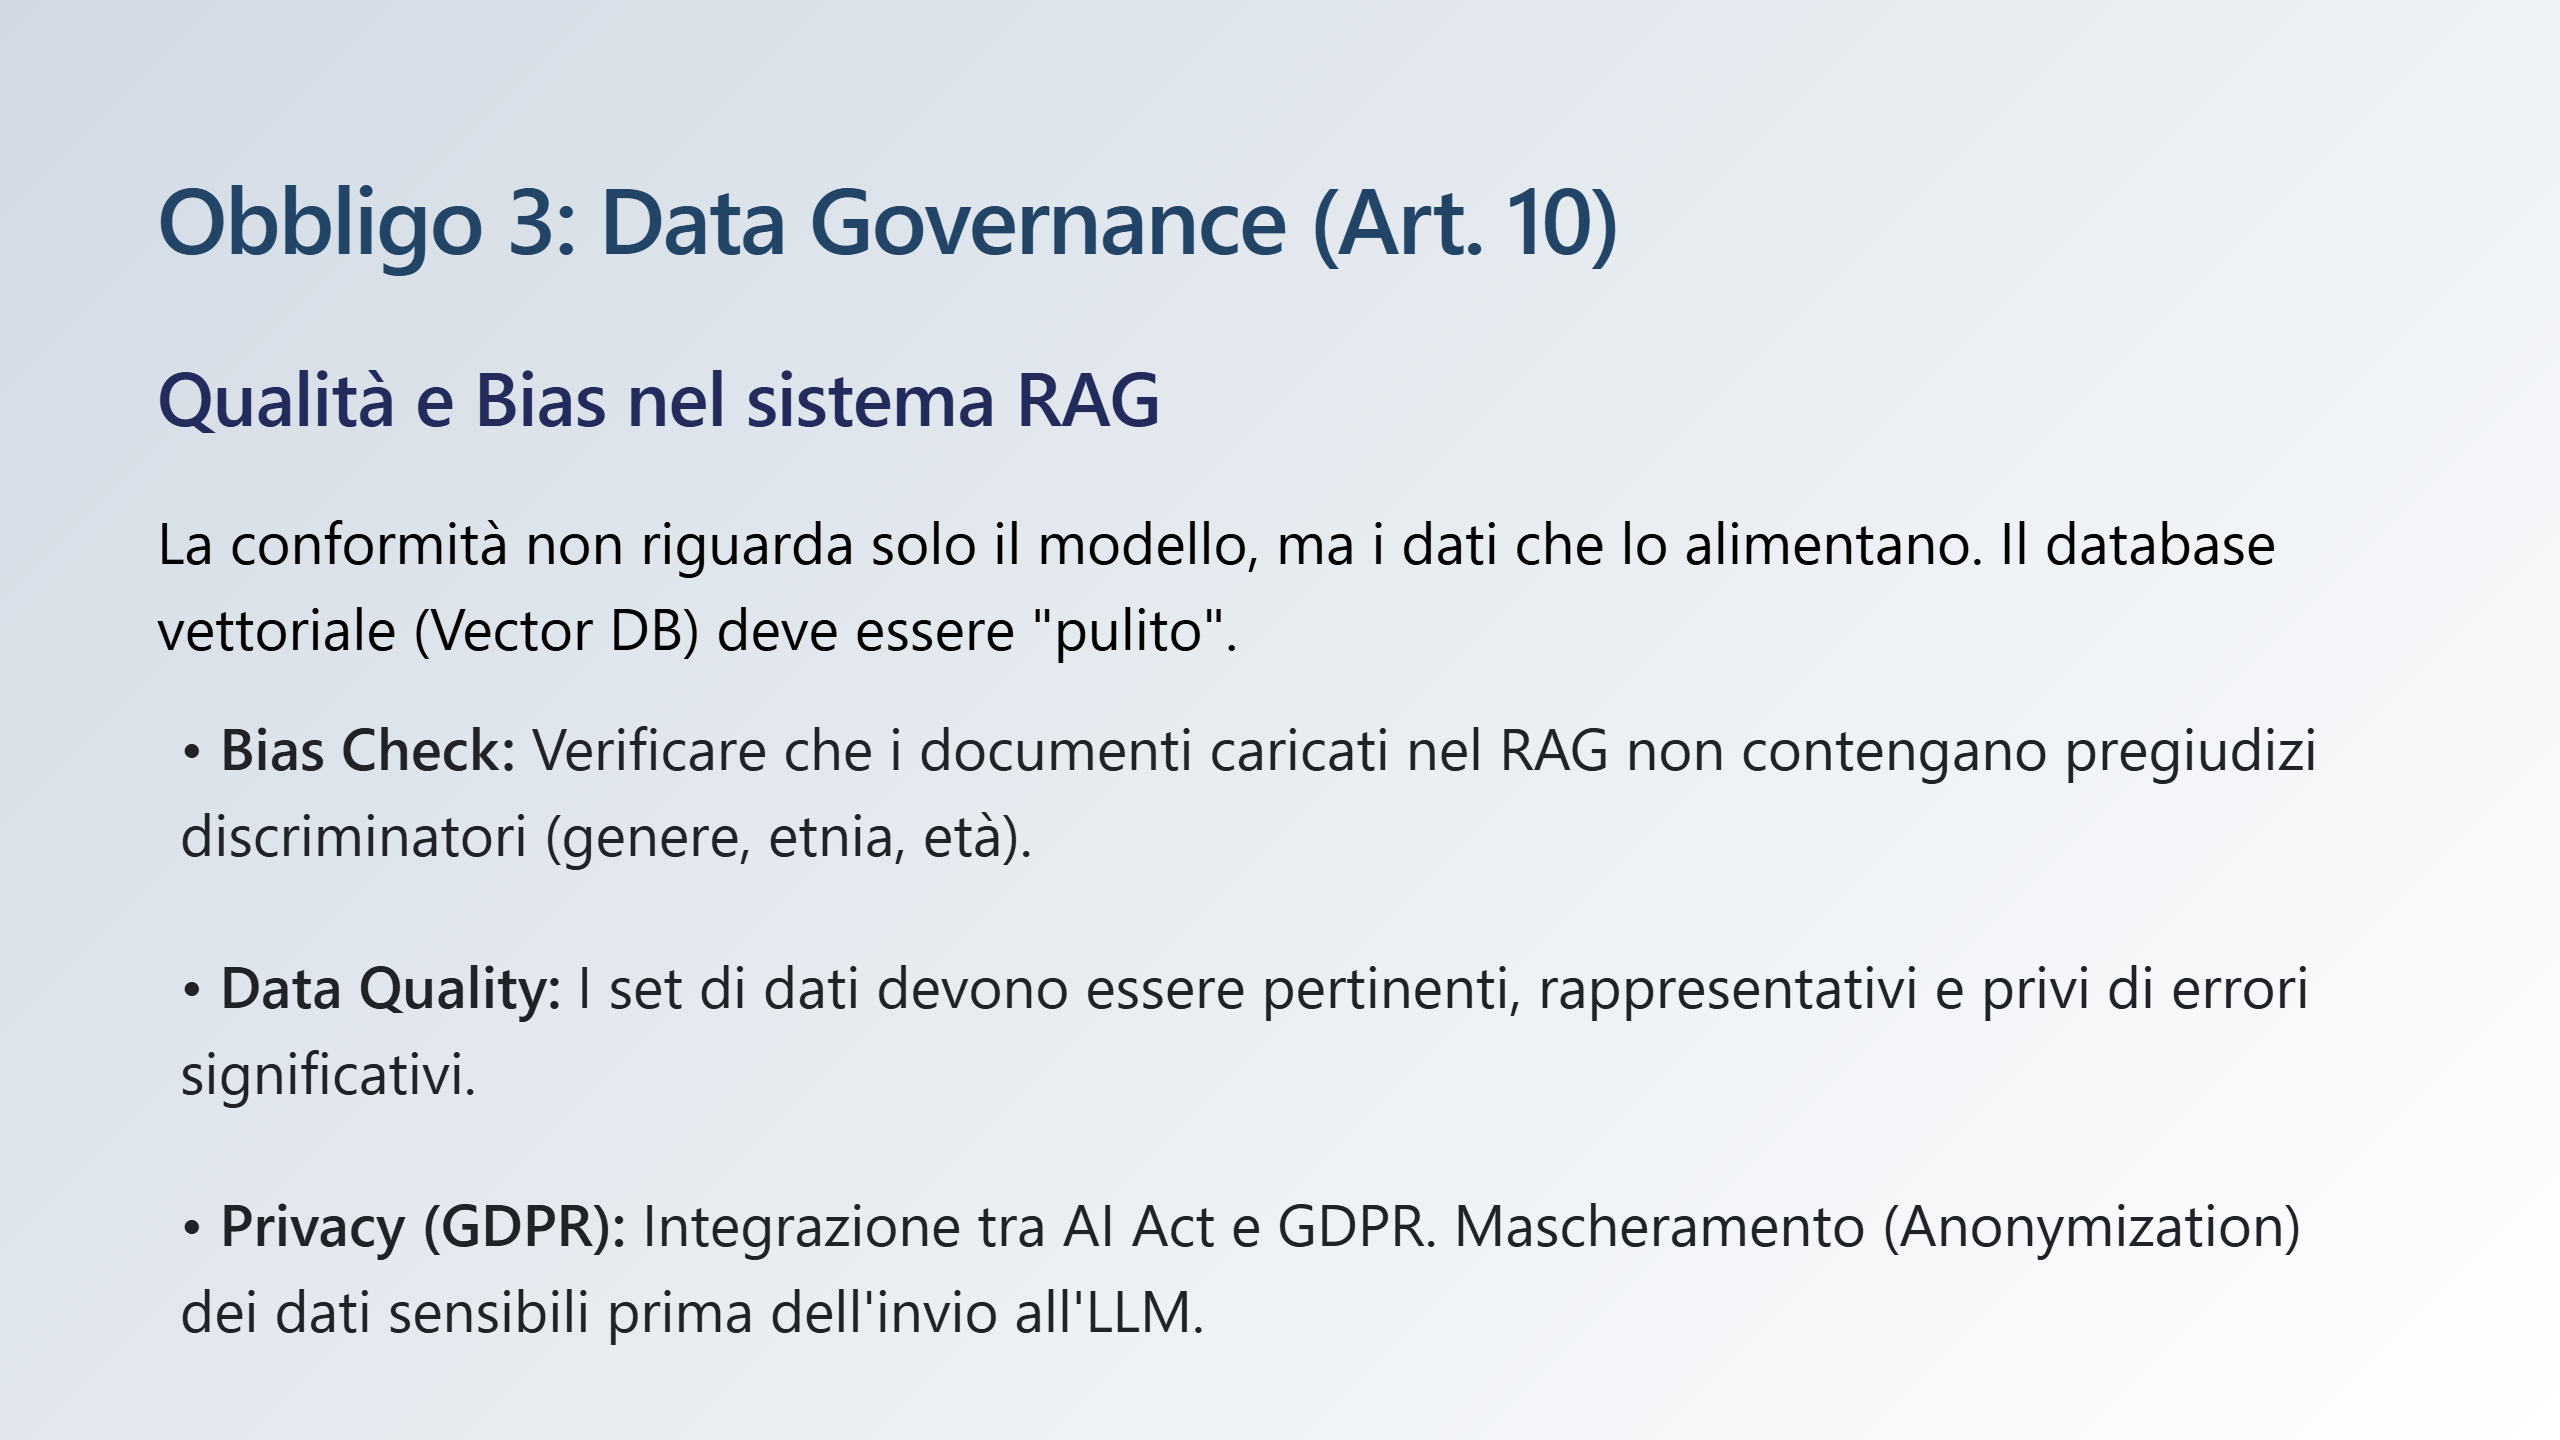 Obbligo 3: Data Governance (Art. 10)
Qualità e Bias nel sistema RAG
La conformità non riguarda solo il modello, ma i dati che lo alimentano. Il database
vettoriale (Vector DB) deve essere "pulito".
• Bias Check: Verificare che i documenti caricati nel RAG non contengano pregiudizi
discriminatori (genere, etnia, età).
• Data Quality: I set di dati devono essere pertinenti, rappresentativi e privi di errori
significativi.
• Privacy (GDPR): Integrazione tra AI Act e GDPR. Mascheramento (Anonymization)
dei dati sensibili prima dell'invio all'LLM.